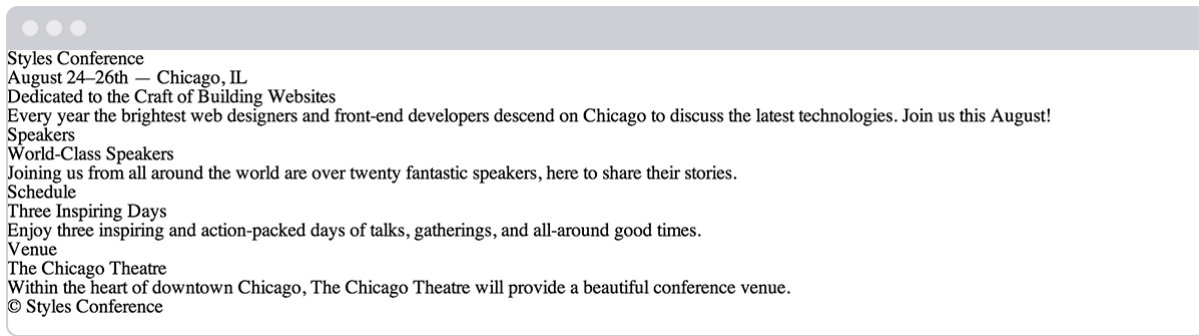 Styles Conference
August 24–26th — Chicago, IL
Dedicated to the Craft of Building Websites
Every year the brightest web designers and front-end developers descend on Chicago to discuss the latest technologies. Join us this August!
Speakers
World-Class Speakers
Joining us from all around the world are over twenty fantastic speakers, here to share their stories.
Schedule
Three Inspiring Days
Enjoy three inspiring and action-packed days of talks, gatherings, and all-around good times.
Venue
The Chicago Theatre
Within the heart of downtown Chicago, The Chicago Theatre will provide a beautiful conference venue.
© Styles Conference